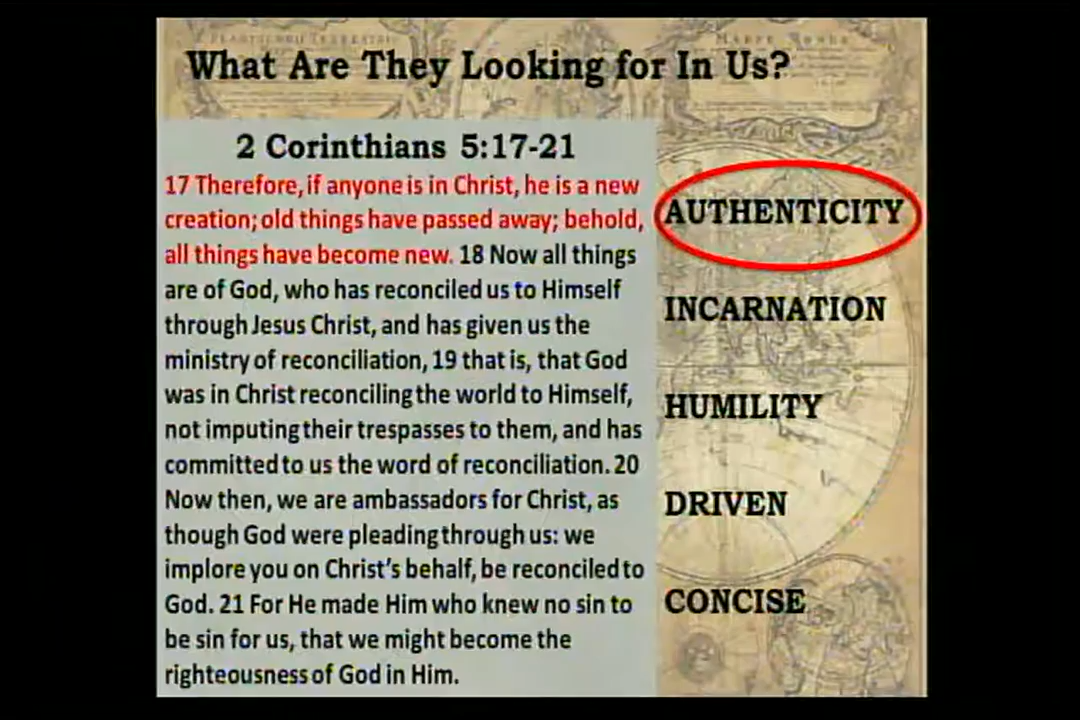 What Are They Looking for In Us?
2 Corinthians 5:17-21
17 Therefore, if anyone is in Christ, he is a new
creation; old things have passed away; behold,
all things have become new. 18 Now all things
are of God, who has reconciled us to Himself
through Jesus Christ, and has given us the
ministry of reconciliation, 19 that is, that God
was in Christ reconciling the world to Himself,
not imputing their trespasses to them, and has
committed to us the word of reconciliation. 20
Now then, we are ambassadors for Christ, as
though God were pleading through us: we
implore you on Christ's behalf, be reconciled to
God. 21 For He made Him who knew no sin to
be sin for us, that we might become the
righteousness of God in Him.
AUTHENTICITY
INCARNATION
HUMILITY
DRIVEN
CONCISE